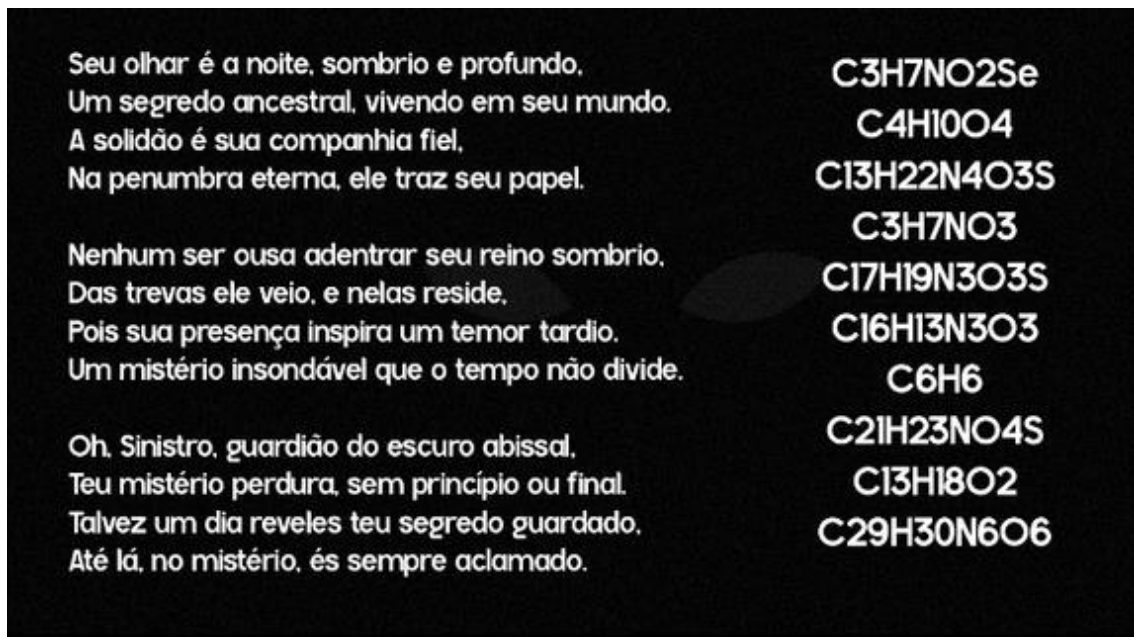 Seu olhar é a noite, sombrio e profundo,
Um segredo ancestral, vivendo em seu mundo.
A solidão é sua companhia fiel,
Na penumbra eterna, ele traz seu papel.
Nenhum ser ousa adentrar seu reino sombrio,
Das trevas ele veio, e nelas reside,
Pois sua presença inspira um temor tardio.
Um mistério insondável que o tempo não divide.
Oh, Sinistro, guardião do escuro abissal,
Teu mistério perdura, sem princípio ou final.
Talvez um dia reveles teu segredo guardado,
Até lá, no mistério, és sempre aclamado.
C3H7NO2Se
C4H10O4
C13H22N4O3S
C3H7NO3
C17H19N3O3S
C16H13N3O3
C6H6
C21H23NO4S
C13H18O2
C29H30N6O6